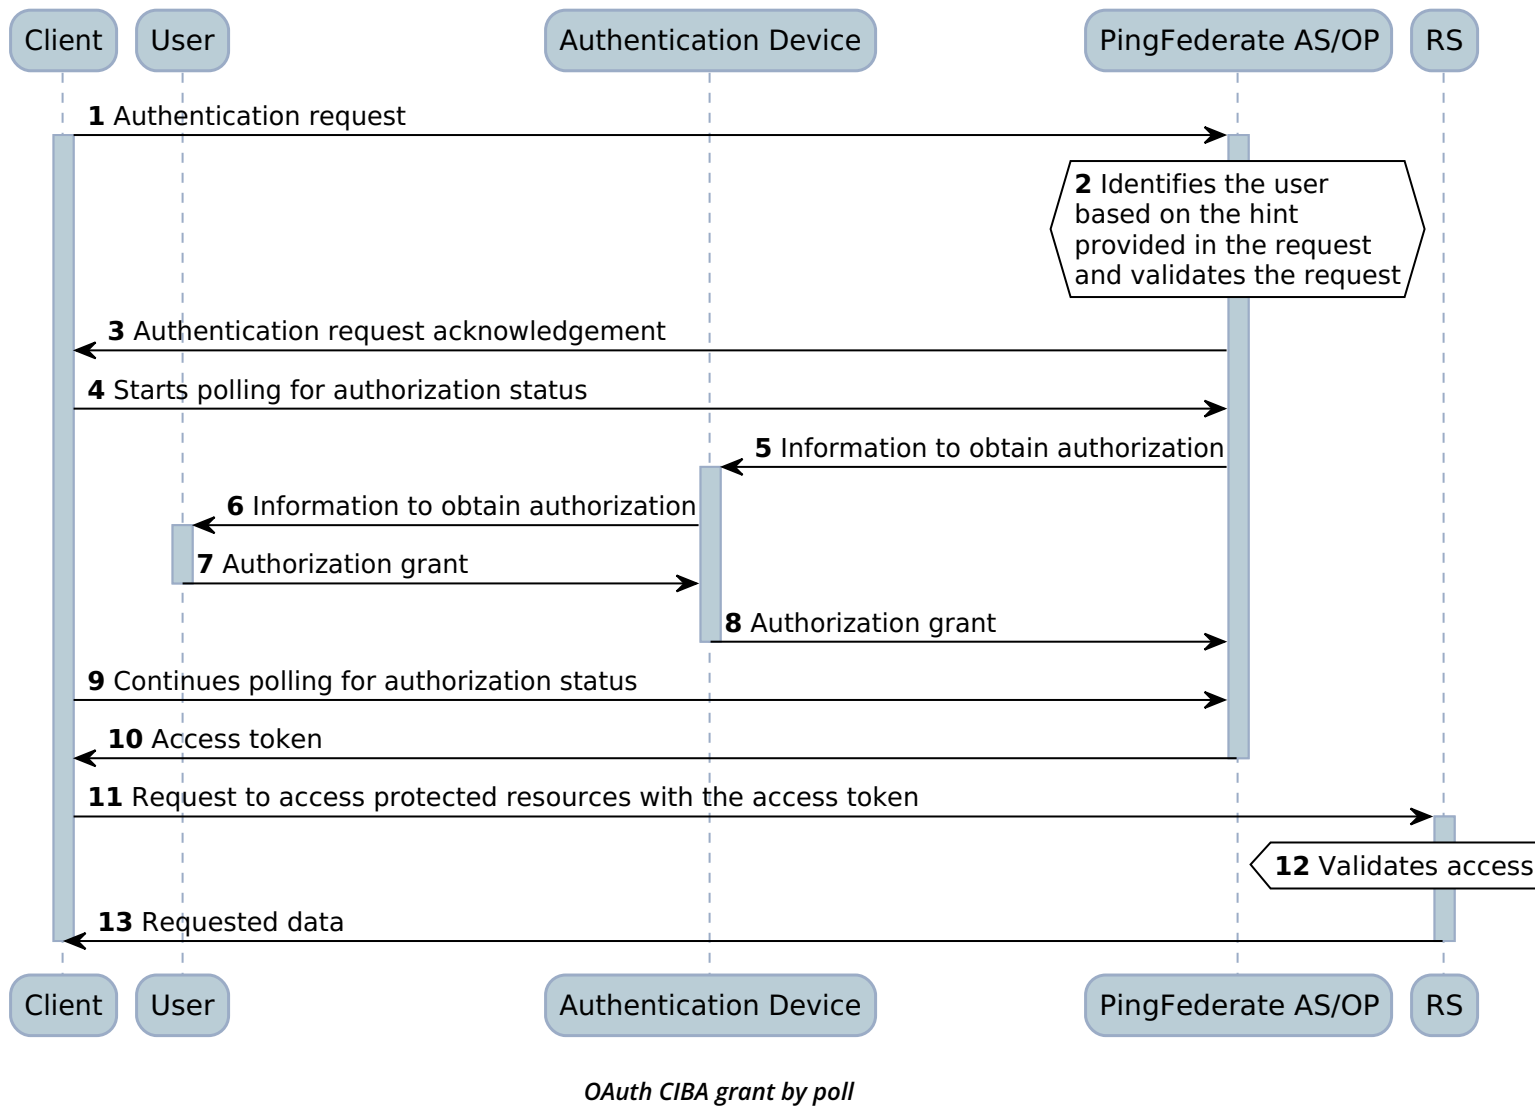 Client User Authentication Device PingFederate AS/OP RS
1 Authentication request
2 Identifies the user
based on the hint
provided in the request
and validates the request
3 Authentication request acknowledgement
4 Starts polling for authorization status
5 Information to obtain authorization
6 Information to obtain authorization
7 Authorization grant
8 Authorization grant
9 Continues polling for authorization status
10 Access token
11 Request to access protected resources with the access token
12 Validates access
13 Requested data
Client User Authentication Device PingFederate AS/OP RS
OAuth CIBA grant by poll